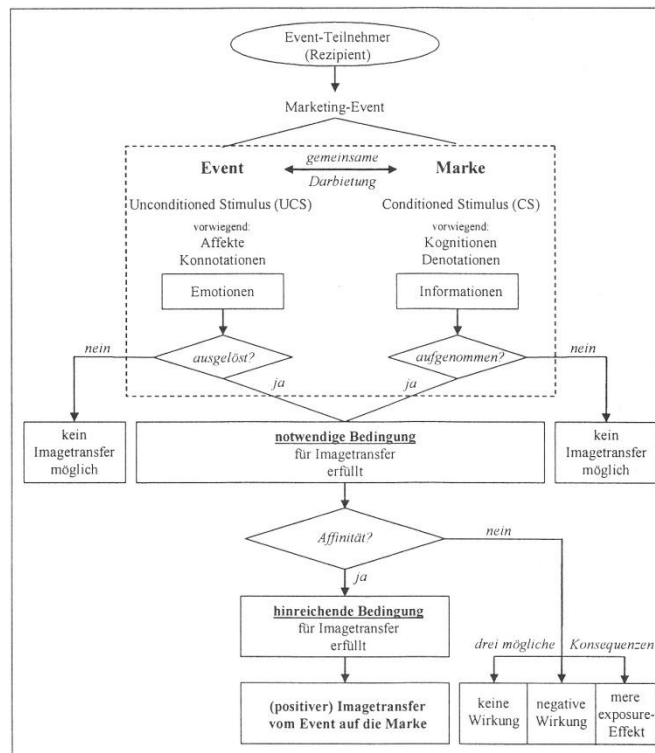 Event-Teilnehmer
(Rezipient)
Marketing-Event
gemeinsame
Event
Marke
Darbietung
Unconditioned Stimulus (UCS)
Conditioned Stimulus (CS)
vorwiegend:
Affekte
Konnotationen
vorwiegend:
Kognitionen
Denotationen
Emotionen
Informationen
nein
ausgelöst?
aufgenommen?
nein
ja
ja
kein
Imagetransfer
möglich
notwendige Bedingung
für Imagetransfer
erfüllt
kein
Imagetransfer
möglich
Affinität?
nein
ja
hinreichende Bedingung
für Imagetransfer
erfüllt
drei mögliche
Konsequenzen
(positiver) Imagetransfer
vom Event auf die Marke
keine
Wirkung
negative
Wirkung
mere
exposure-
Effekt